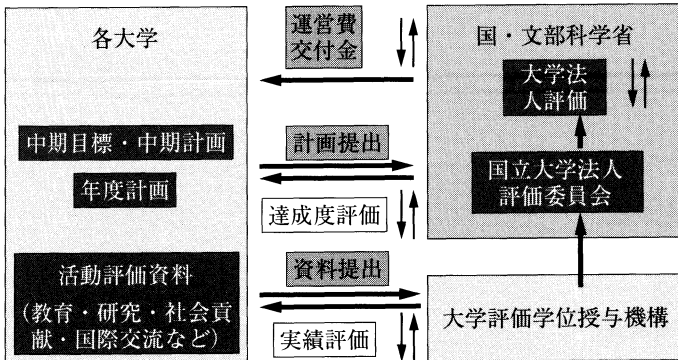 各大学
中期目標・中期計画
年度計画
活動評価資料
(教育・研究・社会貢
献・国際交流など)
運営費
交付金
計画提出
達成度評価
資料提出
実績評価
国・文部科学省
大学法
人評価
国立大学法人
評価委員会
大学評価学位授与機構